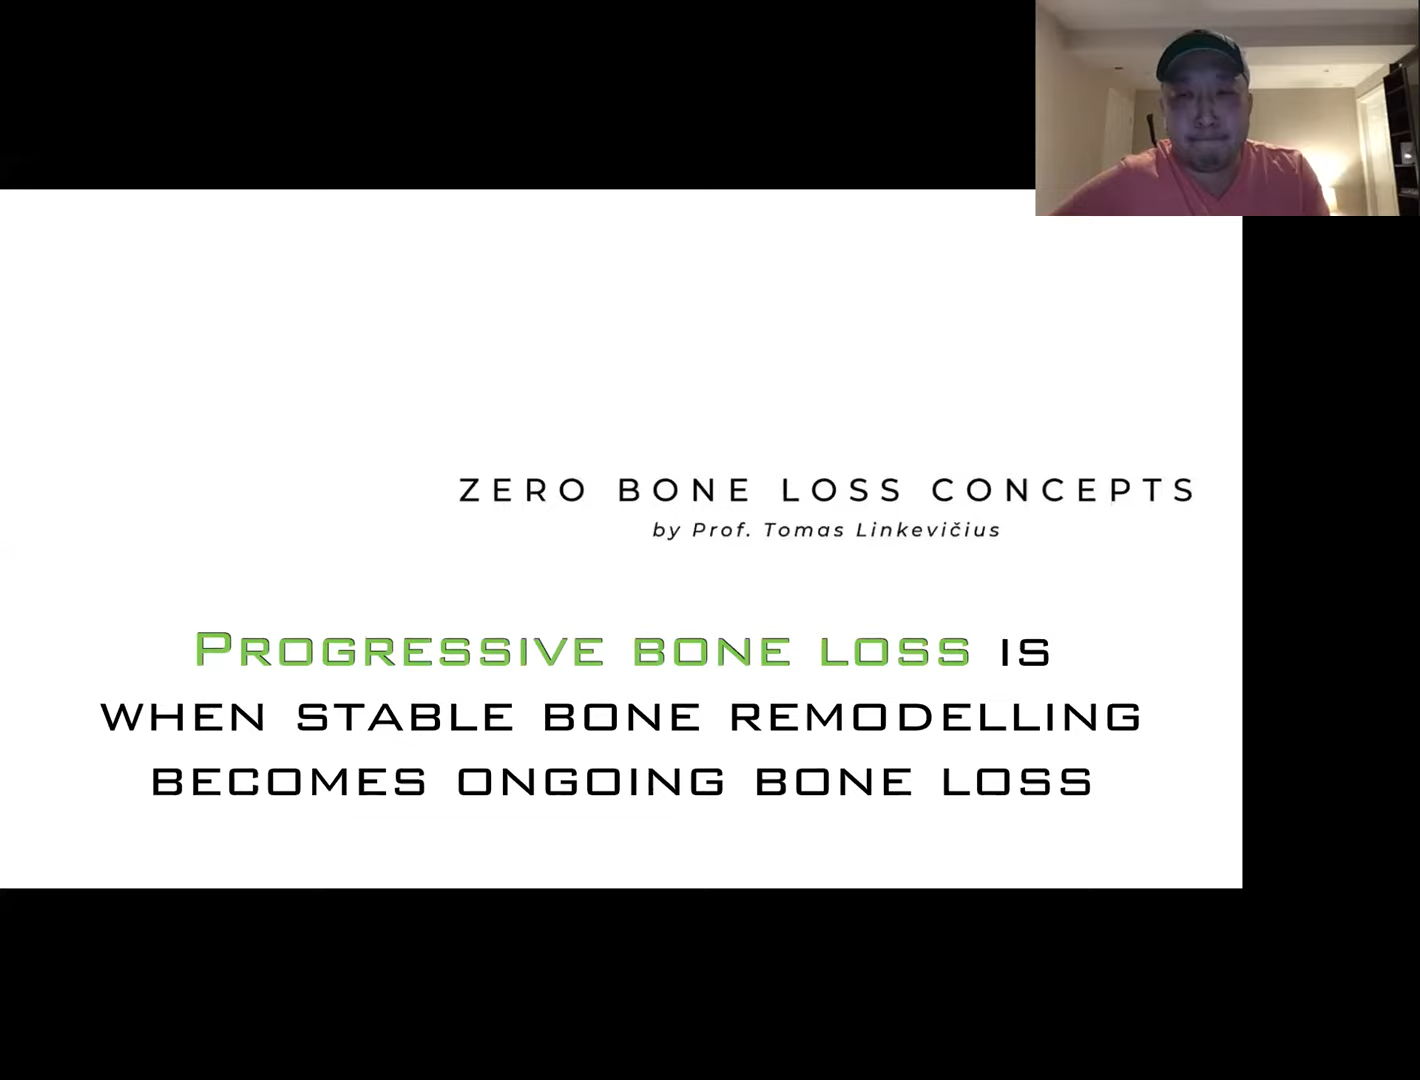 ZERO BONE LOSS CONCEPTS
by Prof. Tomas Linkevičius
PROGRESSIVE BONE LOSS IS
WHEN STABLE BONE REMODELLING
BECOMES ONGOING BONE LOSS